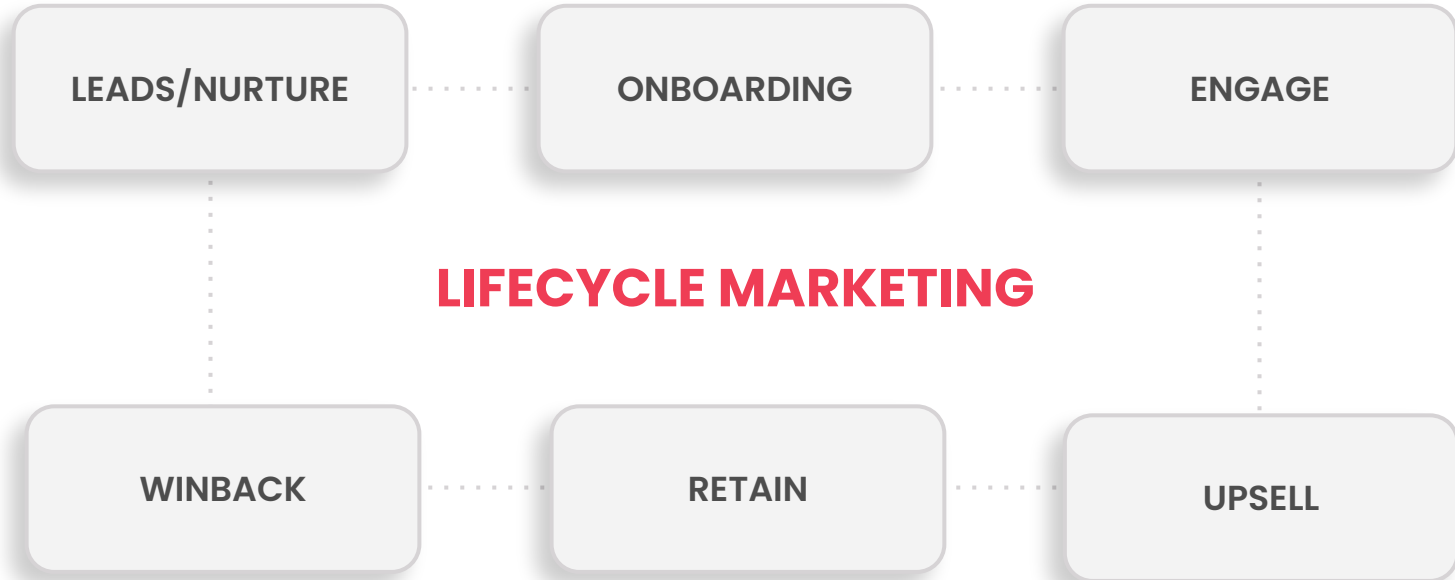 LEADS/NURTURE
ONBOARDING
ENGAGE
LIFECYCLE MARKETING
WINBACK
RETAIN
UPSELL